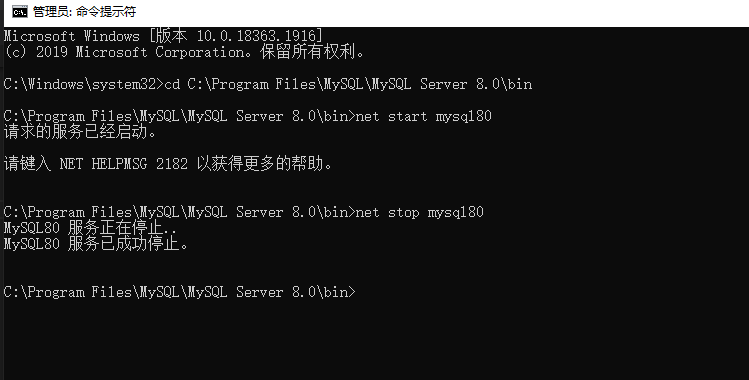 管理员: 命令提示符
Microsoft Windows [版本 10.0.18363.1916]
(c) 2019 Microsoft Corporation。保留所有权利。
C:\Windows\system32>cd C:\Program Files\MySQL\MySQL Server 8.0\bin
C:\Program Files\MySQL\MySQL Server 8.0\bin>net start mysql80
请求的服务已经启动。
请键入 NET HELPMSG 2182 以获得更多的帮助。
C:\Program Files\MySQL\MySQL Server 8.0\bin>net stop mysql80
MySQL80 服务正在停止..
MySQL80 服务已成功停止。
C:\Program Files\MySQL\MySQL Server 8.0\bin>